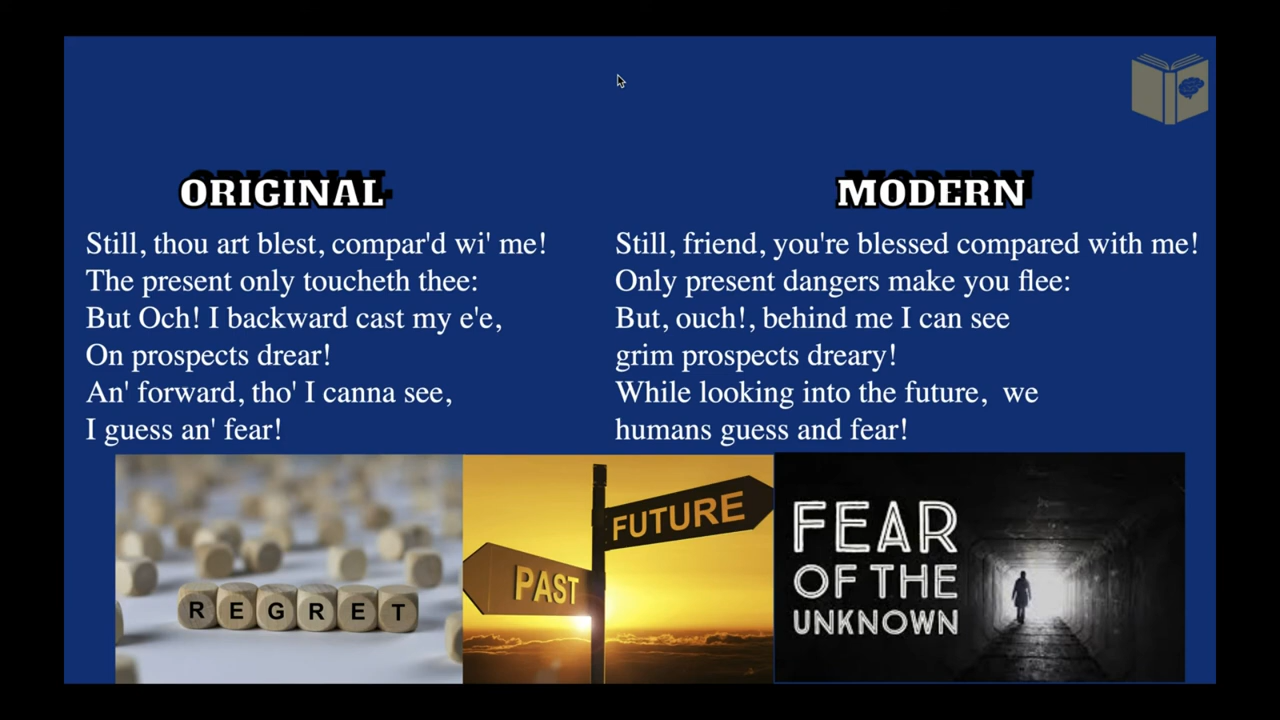 ORIGINAL
Still, thou art blest, compar'd wi' me!
The present only toucheth thee:
But Och! I backward cast my e'e,
On prospects drear!
An' forward, tho' I canna see,
I guess an' fear!
MODERN
Still, friend, you're blessed compared with me!
Only present dangers make you flee:
But, ouch!, behind me I can see
grim prospects dreary!
While looking into the future, we
humans guess and fear!
REGRET
PAST
FUTURE
FEAR
OF THE
UNKNOWN